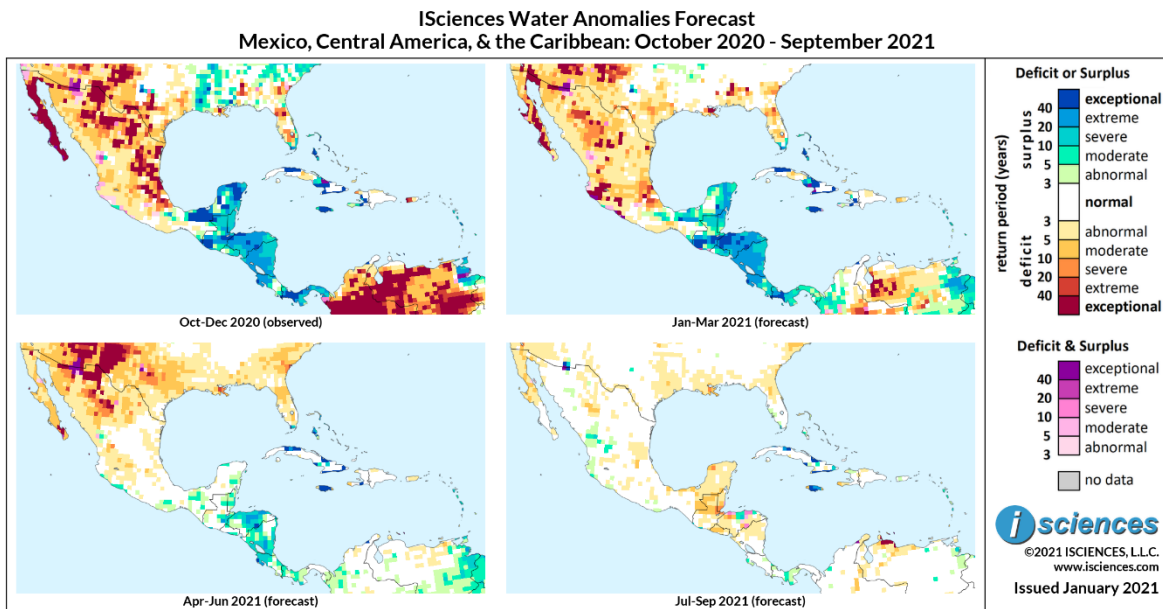 ISciences Water Anomalies Forecast
Mexico, Central America, & the Caribbean: October 2020 - September 2021
Oct-Dec 2020 (observed)
Jan-Mar 2021 (forecast)
Apr-Jun 2021 (forecast)
Jul-Sep 2021 (forecast)
Deficit or Surplus
return period (years)
surplus
deficit
exceptional
40
extreme
20
severe
10
moderate
5
abnormal
3
normal
3
abnormal
5
moderate
10
severe
20
extreme
40
exceptional
Deficit & Surplus
exceptional
40
extreme
20
severe
10
moderate
5
abnormal
3
no data
i sciences
©2021 ISCIENCES, L.L.C.
www.isciences.com
Issued January 2021